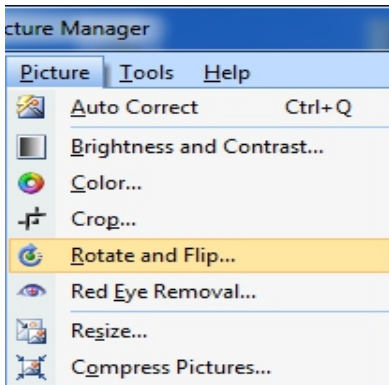 cture Manager
Picture Tools Help
Auto Correct Ctrl+Q
Brightness and Contrast...
Color...
Crop...
Rotate and Flip...
Red Eye Removal...
Resize...
Compress Pictures...